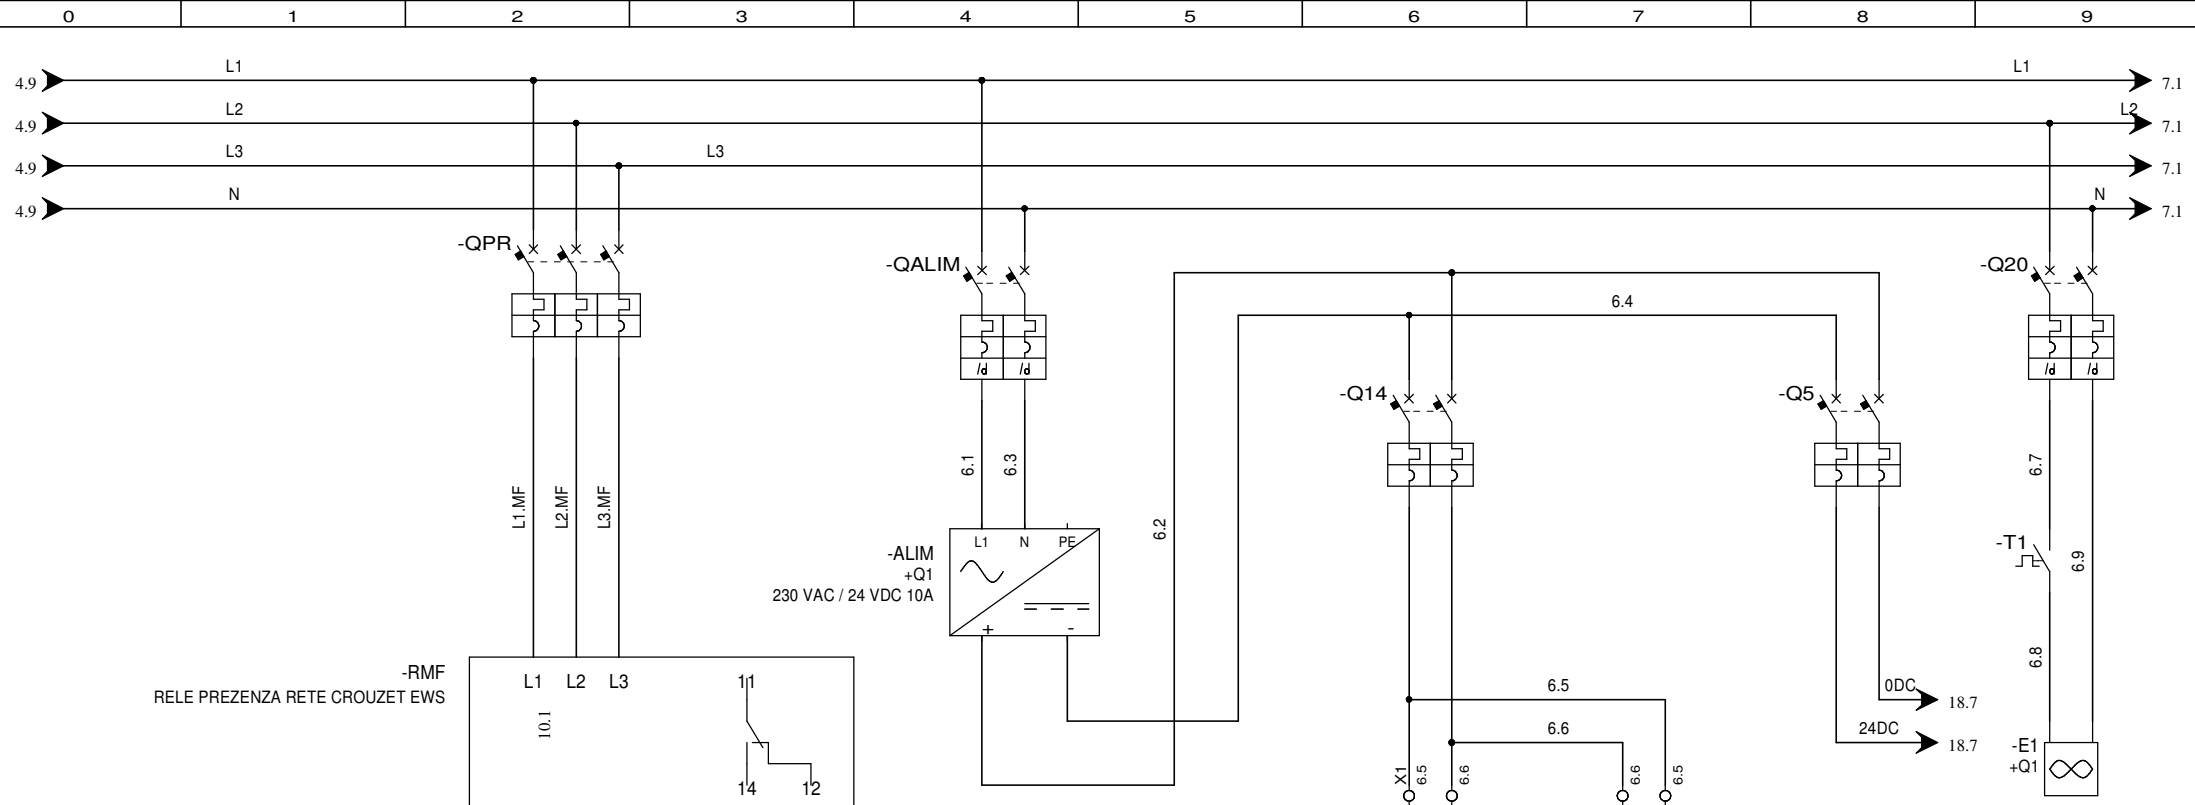 0 1 2 3 4 5 6 7 8 9
4.9 L1 L1 7.1
4.9 L2 L2 7.1
4.9 L3 L3 7.1
4.9 N N 7.1
-QPR
-QALIM
-Q20
6.4
/d /d
/d /d
-Q14
-Q5
6.1 6.3
6.7
L1.MF L2.MF L3.MF
6.2
L1 N PE
-T1
-ALIM
+Q1
230 VAC / 24 VDC 10A
6.9
+ -
6.8
-RMF
RELE PREZENZA RETE CROUZET EWS
L1 L2 L3 11
10.1
14 12
6.5
0DC 18.7
6.6
24DC 18.7
-E1
+Q1
X1 6.5 6.6 6.6 6.5